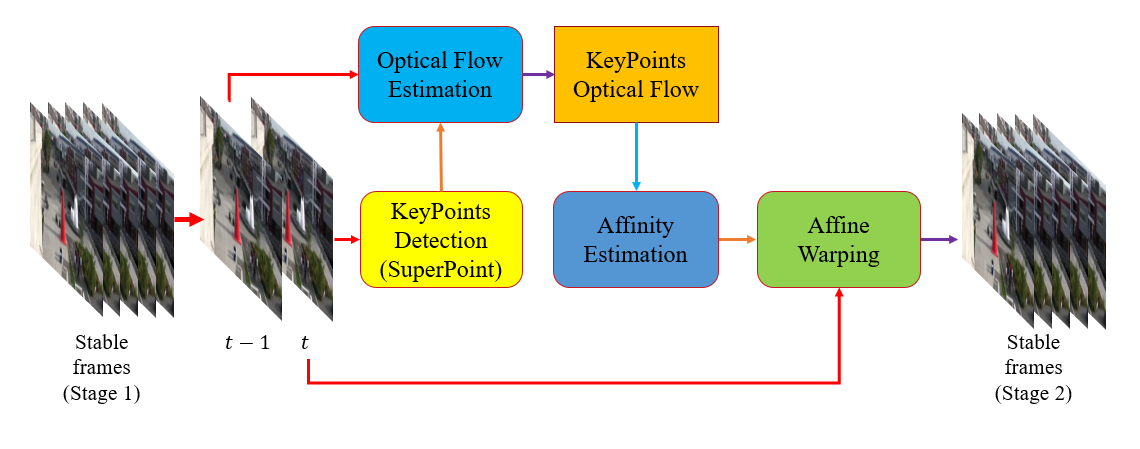 Optical Flow
Estimation
KeyPoints
Optical Flow
KeyPoints
Detection
(SuperPoint)
Affinity
Estimation
Affine
Warping
Stable
frames
(Stage 1)
t − 1
t
Stable
frames
(Stage 2)